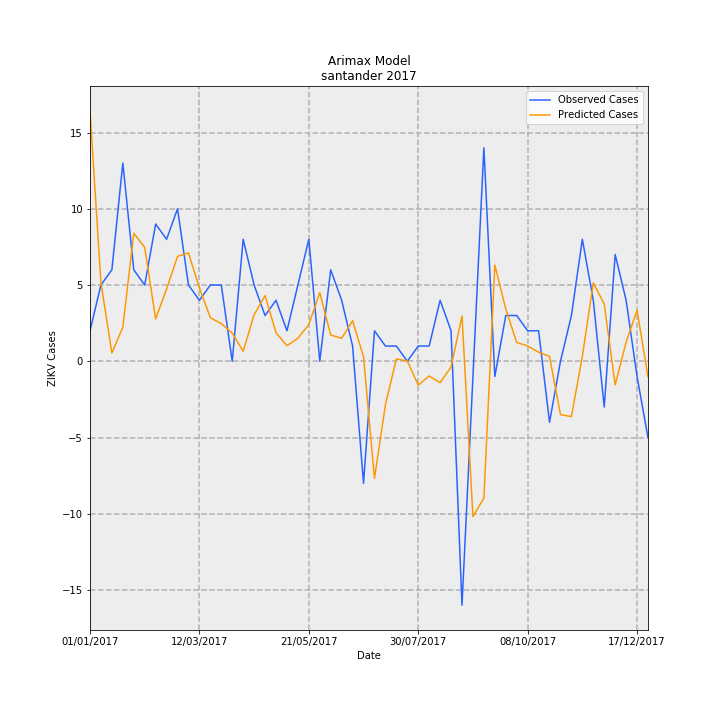 Arimax Model
santander 2017
Observed Cases
Predicted Cases
15
10
5
0
−5
−10
−15
ZIKV Cases
01/01/2017 12/03/2017 21/05/2017 30/07/2017 08/10/2017 17/12/2017
Date